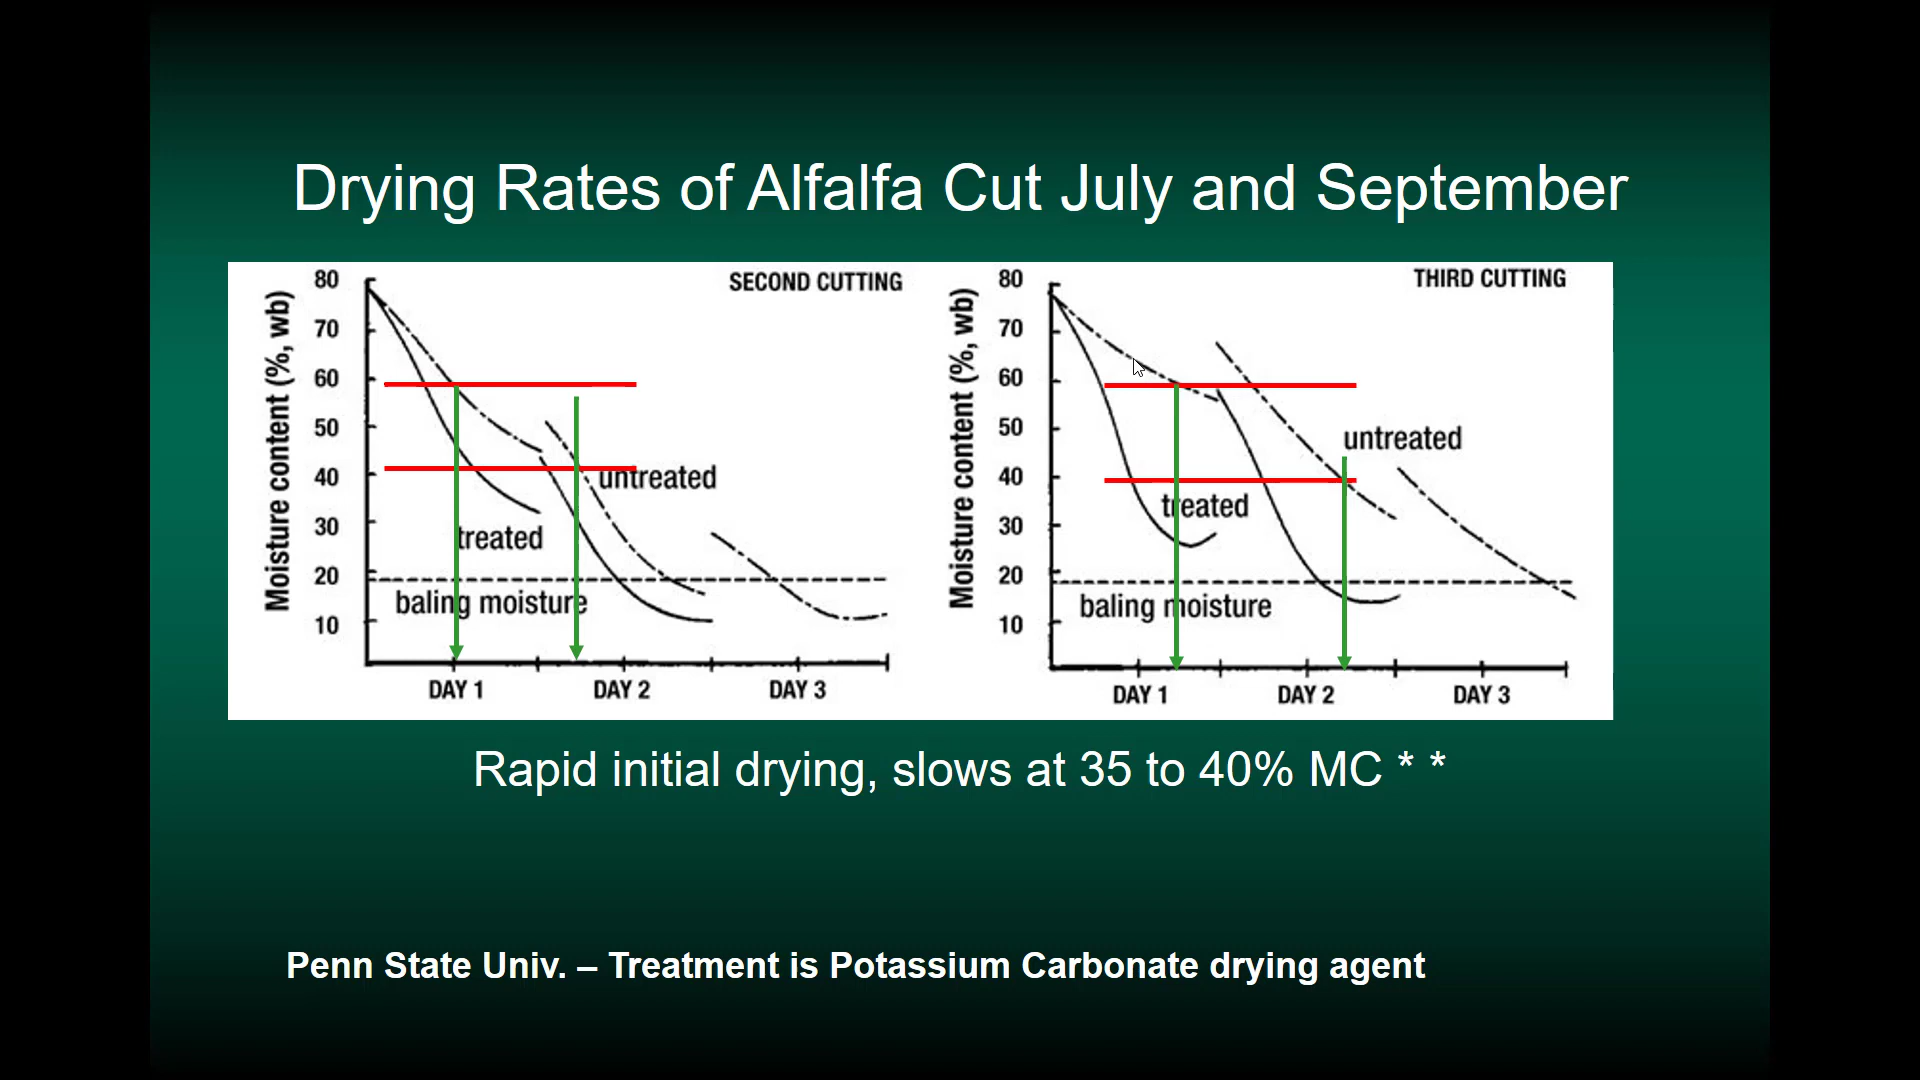 Drying Rates of Alfalfa Cut July and September
SECOND CUTTING
Moisture content (%, wb)
80
70
60
50
40
30
20
10
untreated
treated
baling moisture
DAY 1 DAY 2 DAY 3
THIRD CUTTING
Moisture content (%, wb)
80
70
60
50
40
30
20
10
untreated
treated
baling moisture
DAY 1 DAY 2 DAY 3
Rapid initial drying, slows at 35 to 40% MC * *
Penn State Univ. – Treatment is Potassium Carbonate drying agent